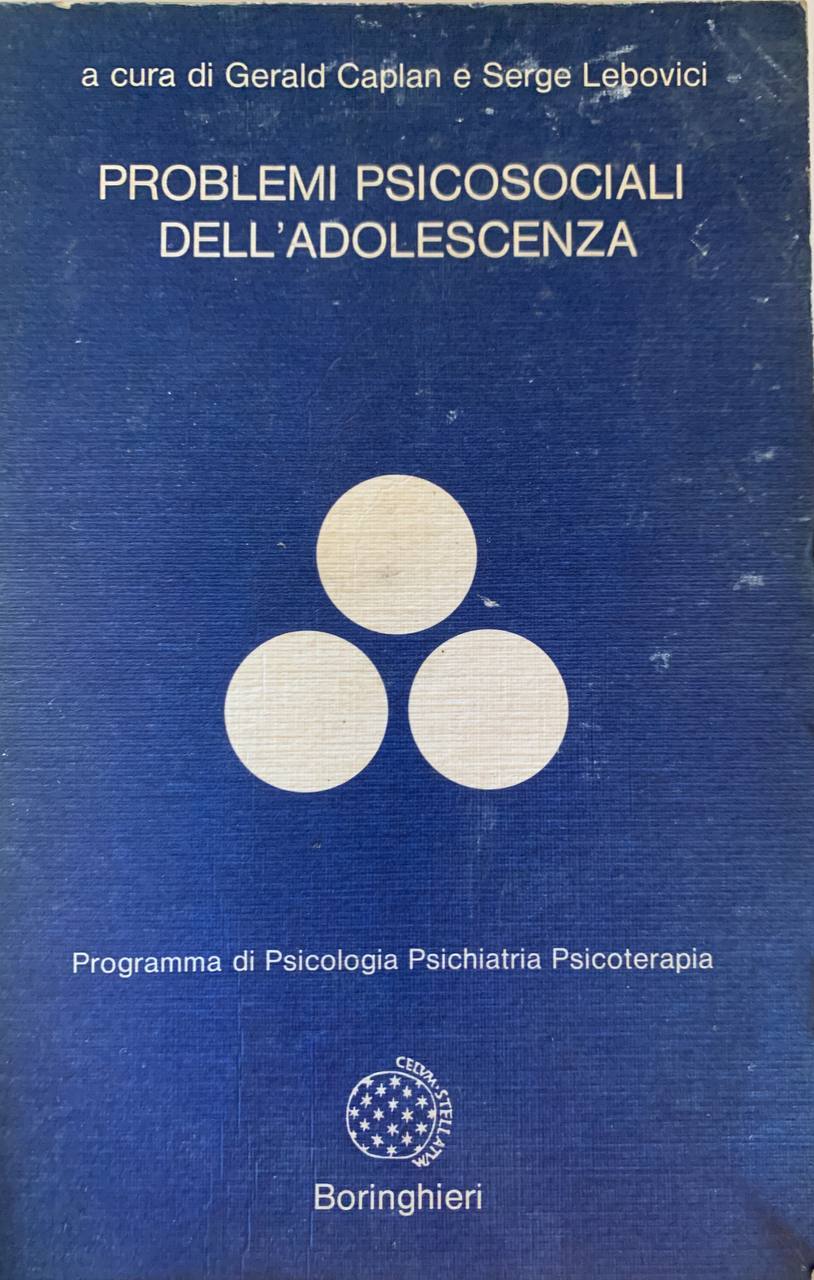 a cura di Gerald Caplan e Serge Lebovici
PROBLEMI PSICOSOCIALI
DELL'ADOLESCENZA
Programma di Psicologia Psichiatria Psicoterapia
CELVM·STELLATVM
Boringhieri